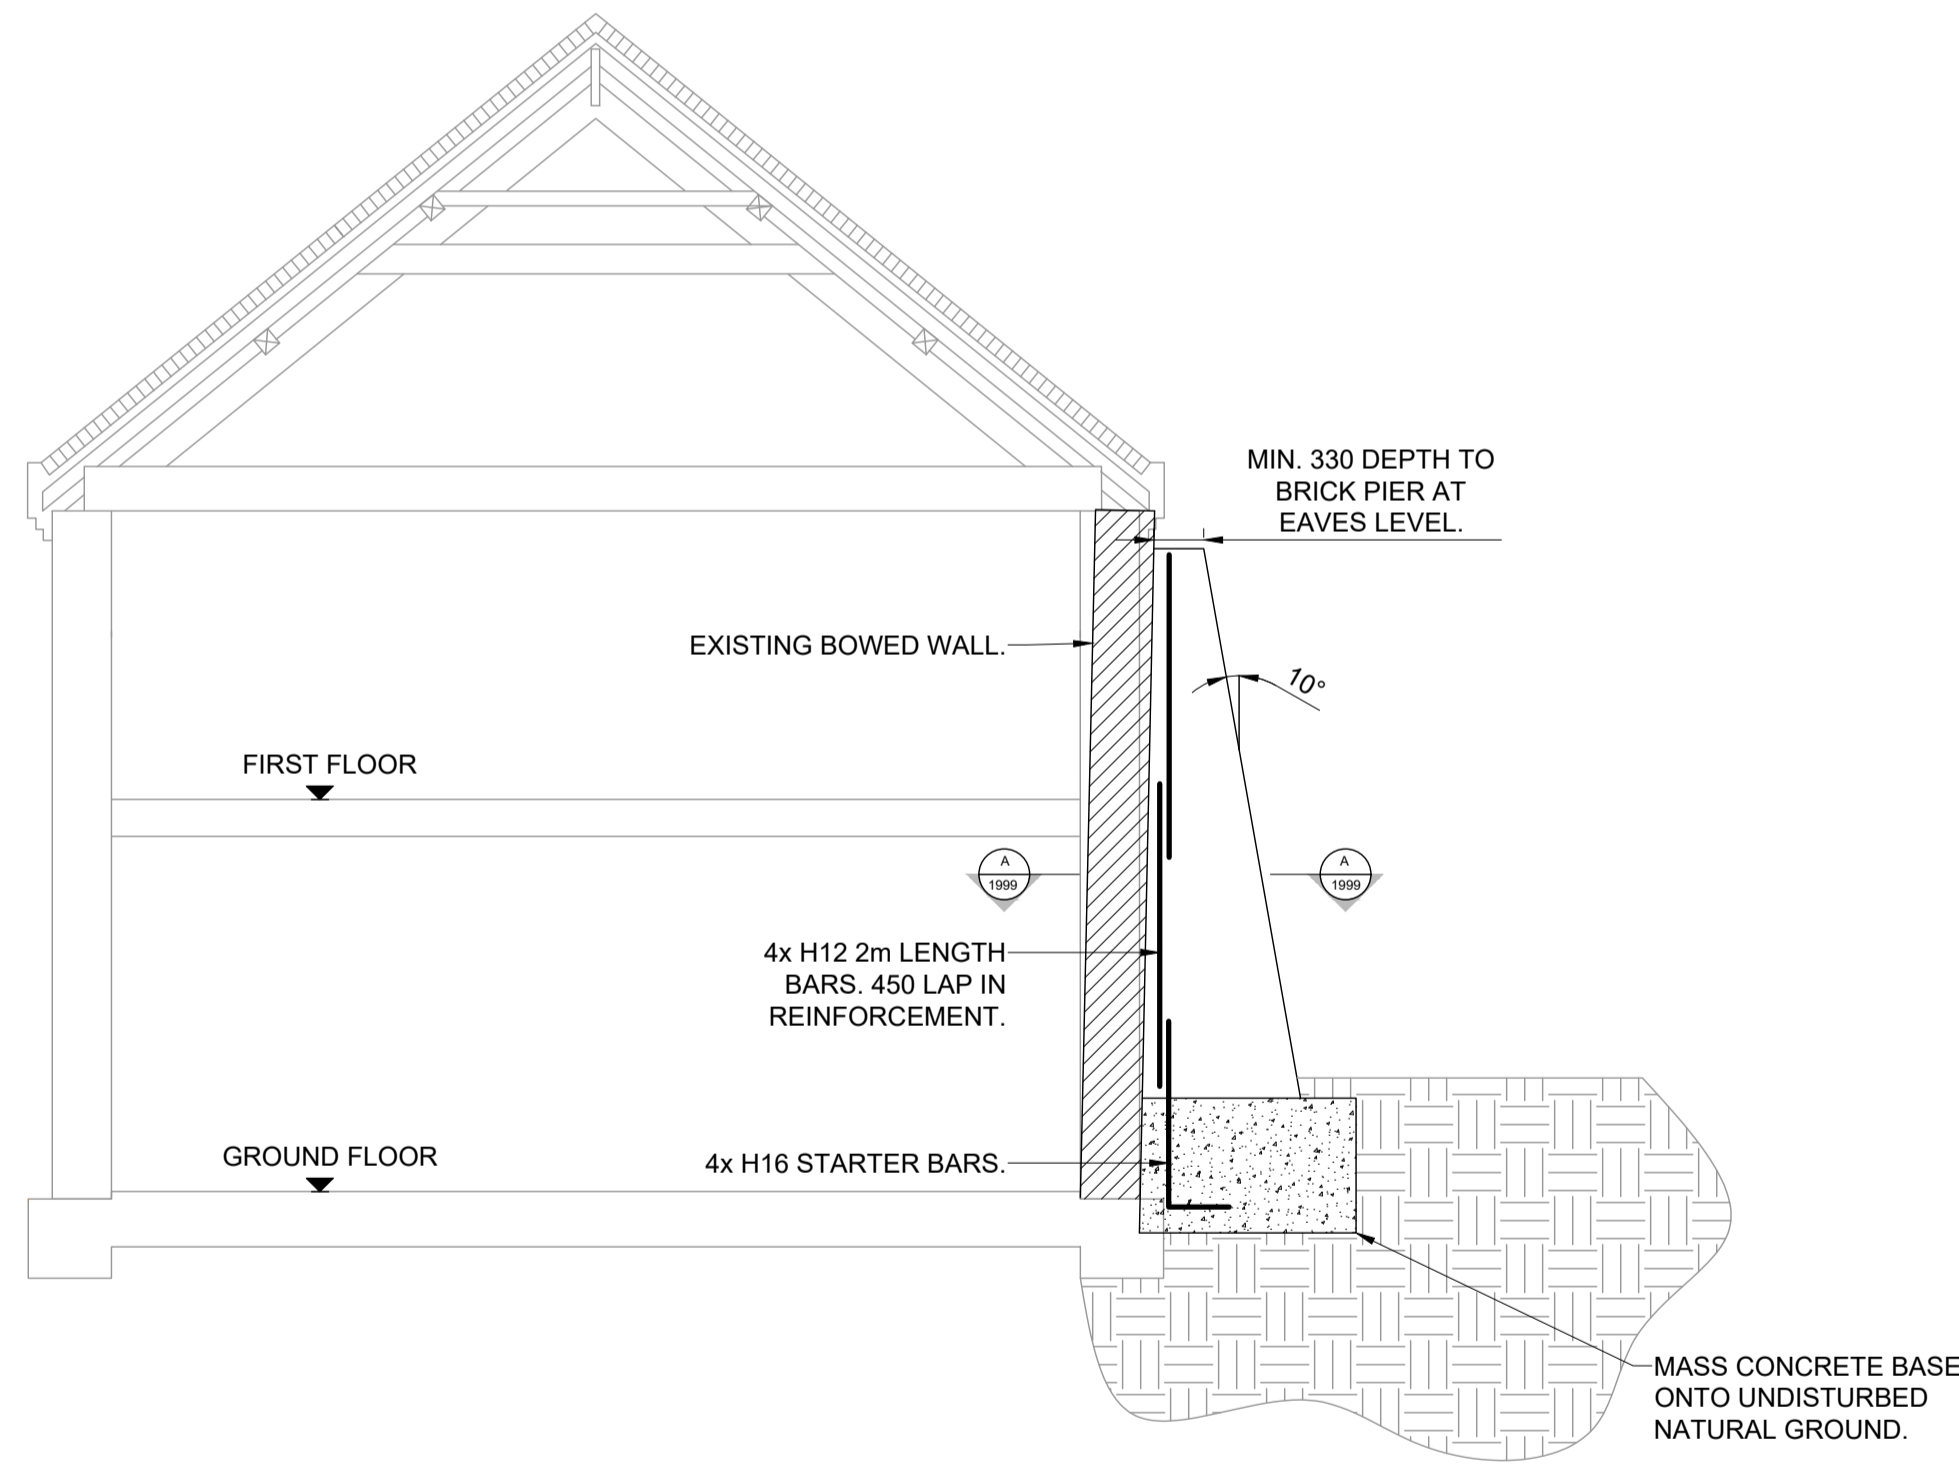 MIN. 330 DEPTH TO
BRICK PIER AT
EAVES LEVEL.
EXISTING BOWED WALL.
10°
FIRST FLOOR
A
1999
A
1999
4x H12 2m LENGTH
BARS. 450 LAP IN
REINFORCEMENT.
GROUND FLOOR
4x H16 STARTER BARS.
MASS CONCRETE BASE
ONTO UNDISTURBED
NATURAL GROUND.